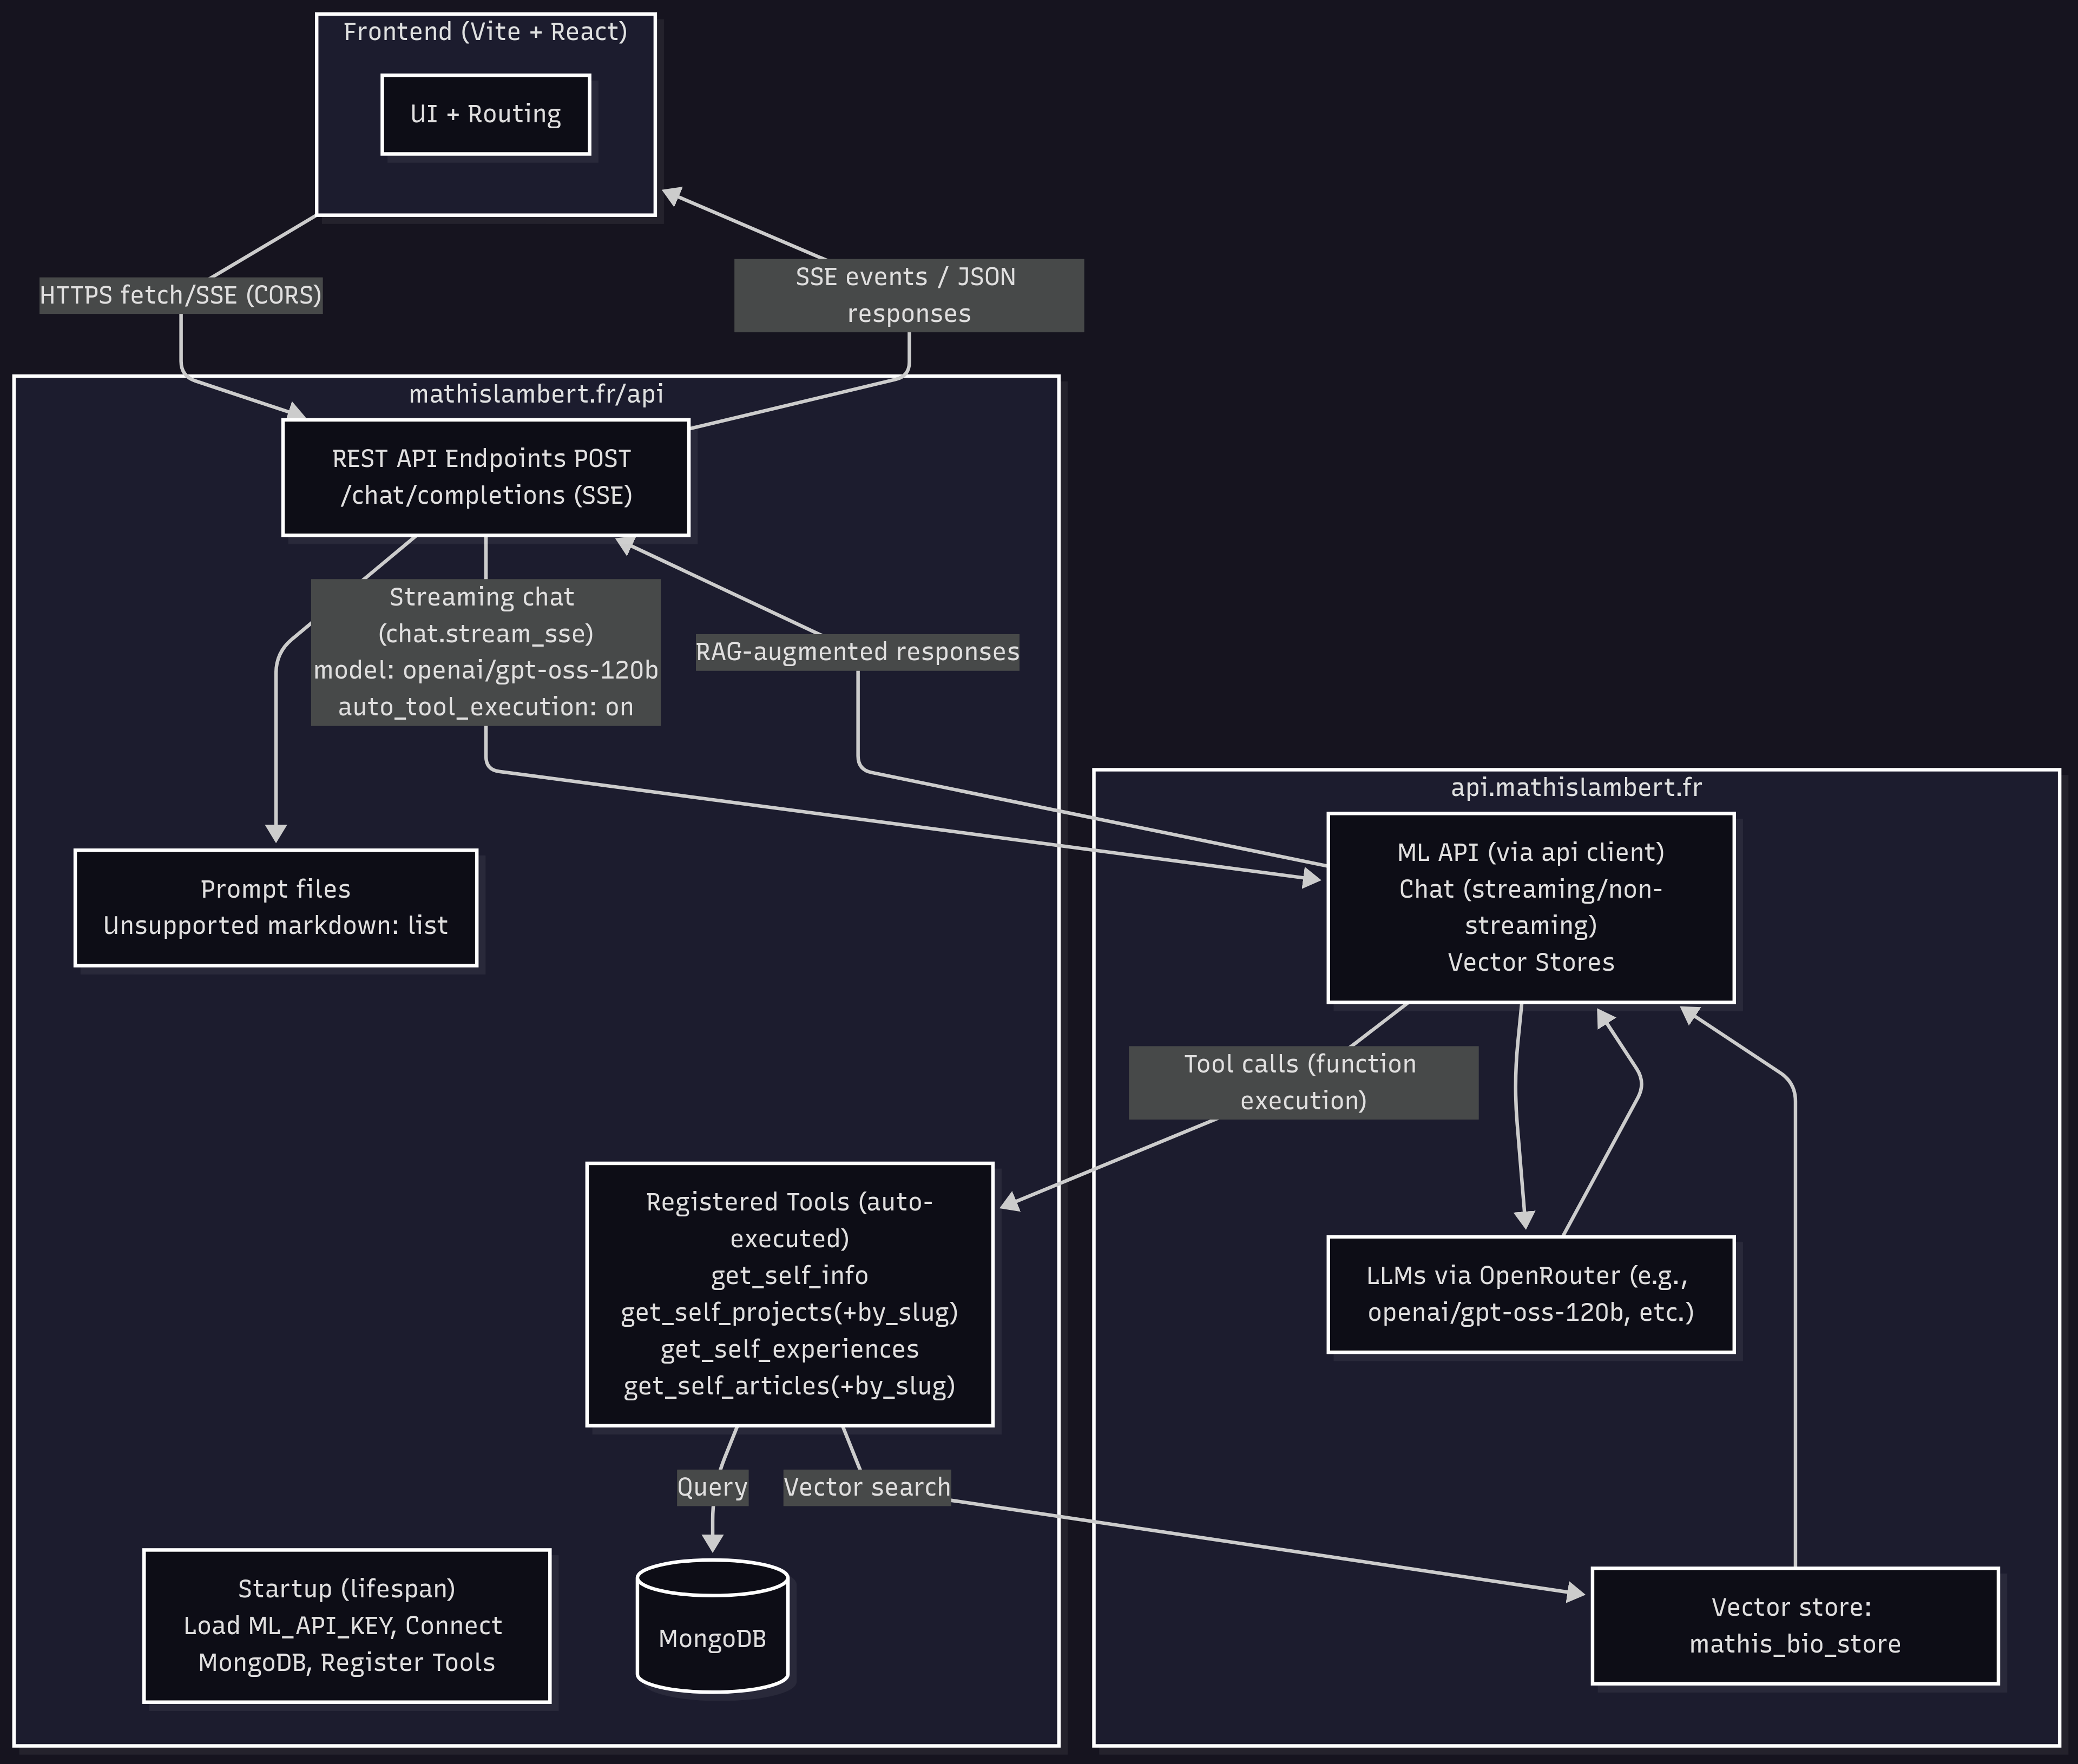 Frontend (Vite + React)
UI + Routing
HTTPS fetch/SSE (CORS)
SSE events / JSON
responses
mathislambert.fr/api
REST API Endpoints POST
/chat/completions (SSE)
Streaming chat
(chat.stream_sse)
model: openai/gpt-oss-120b
auto_tool_execution: on
RAG-augmented responses
Prompt files
Unsupported markdown: list
api.mathislambert.fr
ML API (via api client)
Chat (streaming/non-
streaming)
Vector Stores
Tool calls (function
execution)
Registered Tools (auto-
executed)
get_self_info
get_self_projects(+by_slug)
get_self_experiences
get_self_articles(+by_slug)
LLMs via OpenRouter (e.g.,
openai/gpt-oss-120b, etc.)
Query
Vector search
Startup (lifespan)
Load ML_API_KEY, Connect
MongoDB, Register Tools
MongoDB
Vector store:
mathis_bio_store